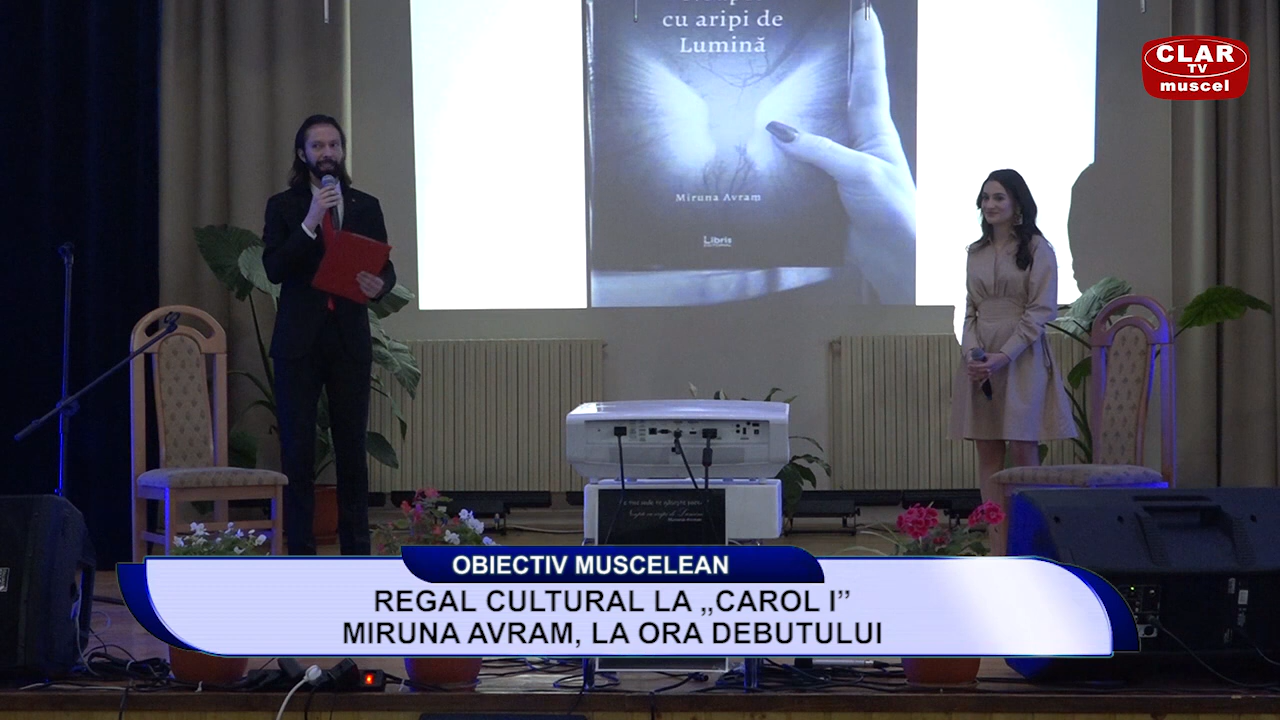 cu aripi de
Lumină
Miruna Avram
Libris
CLAR
TV
muscel
OBIECTIV MUSCELEAN
REGAL CULTURAL LA „CAROL I”
MIRUNA AVRAM, LA ORA DEBUTULUI